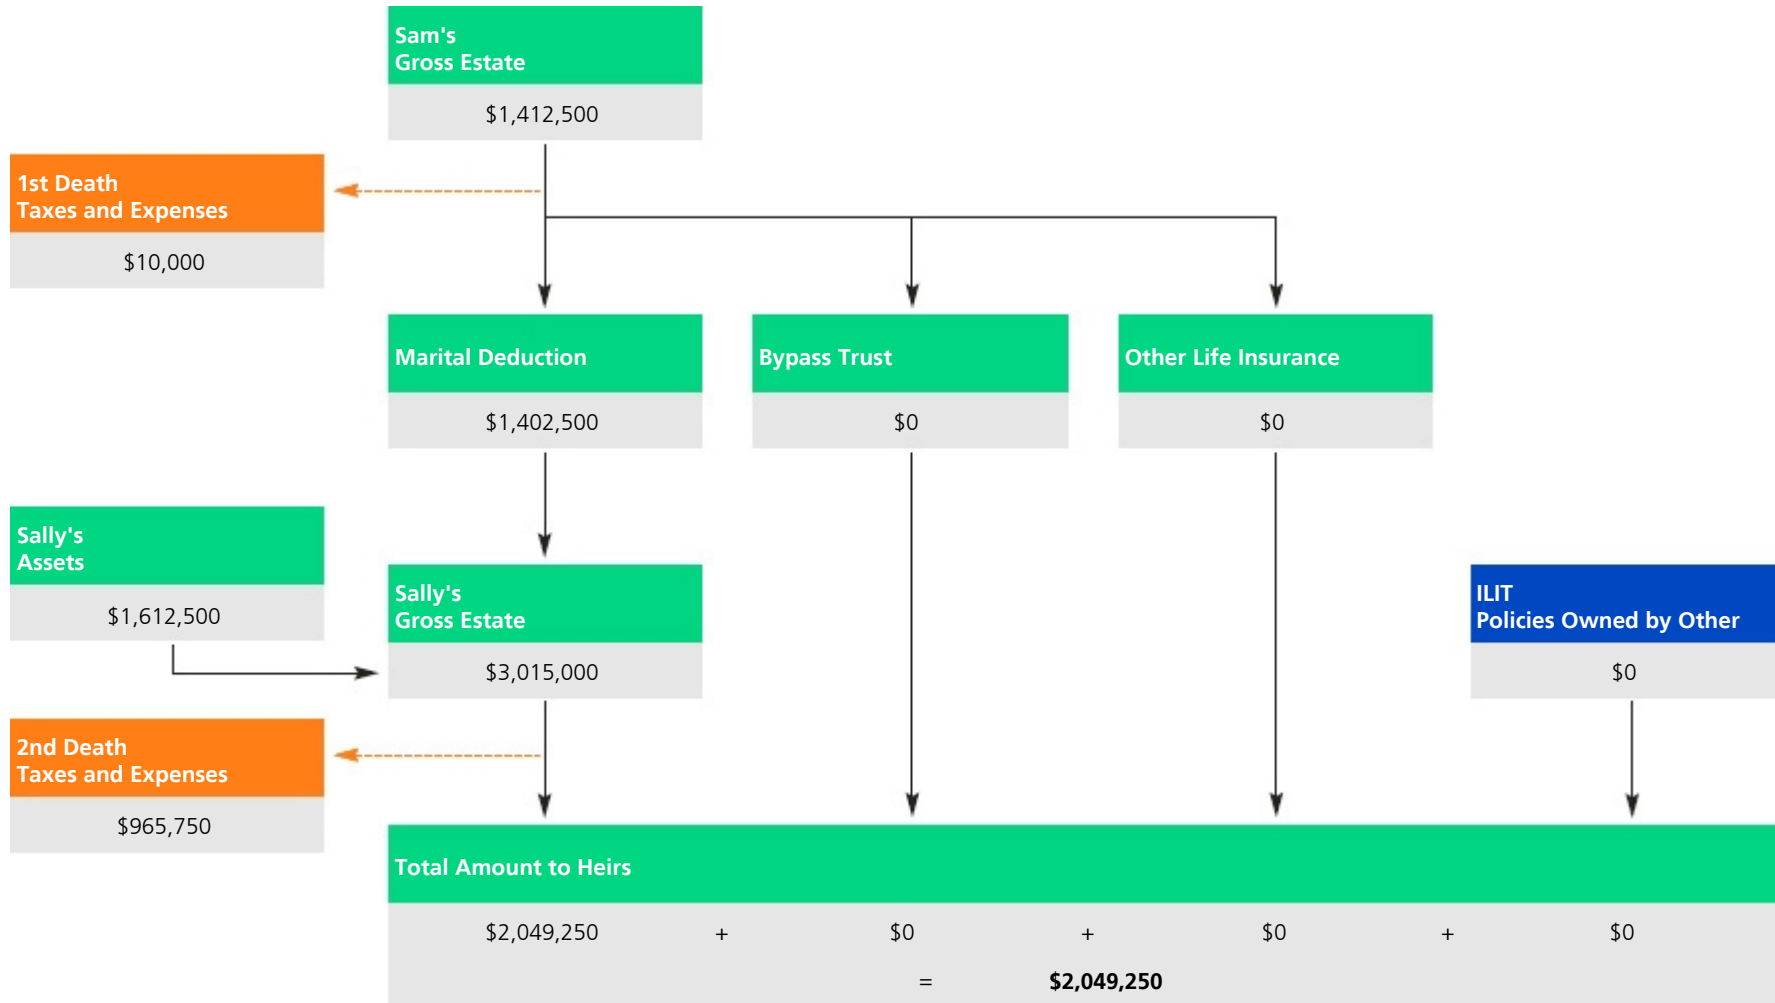 Sam's
Gross Estate
$1,412,500
1st Death
Taxes and Expenses
$10,000
Marital Deduction
$1,402,500
Bypass Trust
$0
Other Life Insurance
$0
Sally's
Assets
$1,612,500
Sally's
Gross Estate
$3,015,000
ILIT
Policies Owned by Other
$0
2nd Death
Taxes and Expenses
$965,750
Total Amount to Heirs
$2,049,250 + $0 + $0 + $0
= $2,049,250